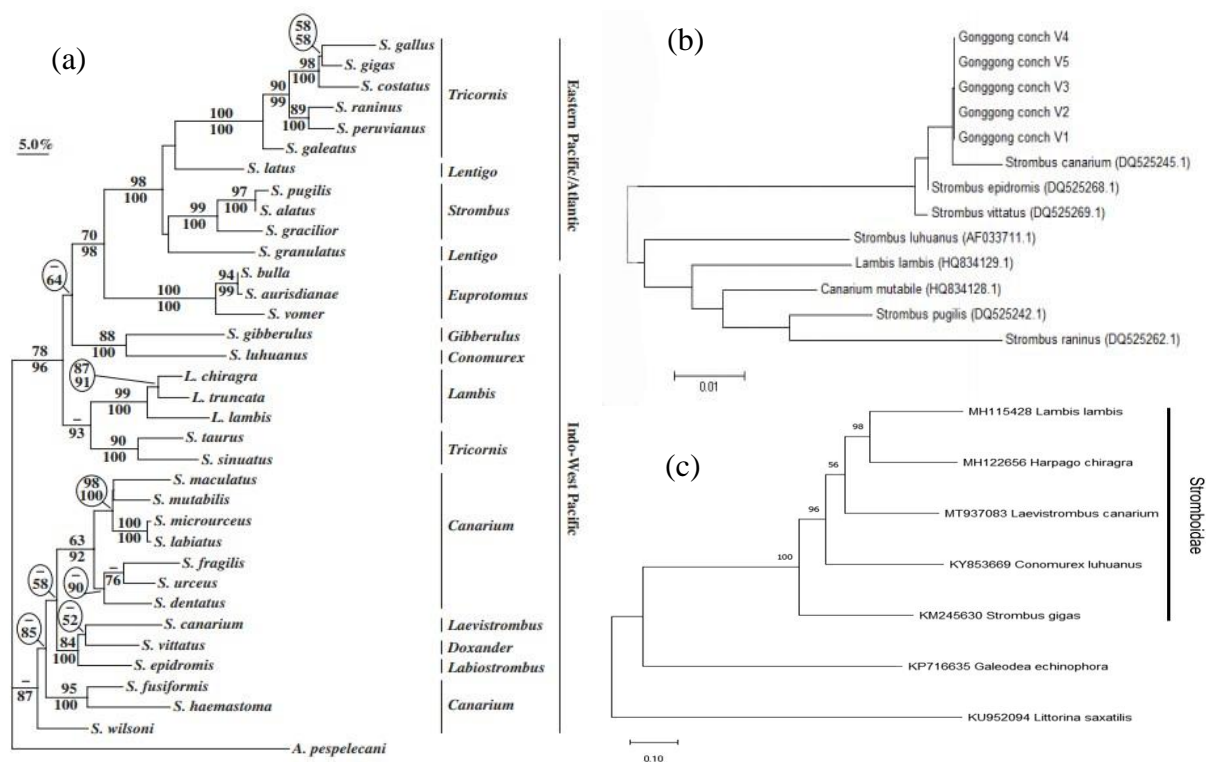 (a)
5.0%
58
58
S. gallus
98
100
S. gigas
S. costatus
90
99
89
100
S. raninus
S. peruvianus
100
100
S. galeatus
Tricornis
S. latus
Lentigo
98
100
97
100
S. pugilis
S. alatus
99
100
S. gracilior
Strombus
S. granulatus
Lentigo
Eastern Pacific/Atlantic
70
98
–
64
94
99
S. bulla
S. aurisdianae
100
100
S. vomer
Euprotomus
88
100
S. gibberulus
Gibberulus
S. luhuanus
Conomurex
78
96
87
91
L. chiragra
L. truncata
99
100
L. lambis
Lambis
–
93
90
100
S. taurus
S. sinuatus
Tricornis
98
100
S. maculatus
S. mutabilis
100
100
S. microurceus
S. labiatus
63
92
–
76
S. fragilis
S. urceus
–
90
S. dentatus
Canarium
–
58
–
52
S. canarium
Laevistrombus
84
100
S. vittatus
Doxander
S. epidromis
Labiostrombus
–
85
95
100
S. fusiformis
S. haemastoma
Canarium
–
87
S. wilsoni
Indo-West Pacific
A. pespelecani
(b)
Gonggong conch V4
Gonggong conch V5
Gonggong conch V3
Gonggong conch V2
Gonggong conch V1
Strombus canarium (DQ525245.1)
Strombus epidromis (DQ525268.1)
Strombus vittatus (DQ525269.1)
Strombus luhuanus (AF033711.1)
Lambis lambis (HQ834129.1)
Canarium mutabile (HQ834128.1)
Strombus pugilis (DQ525242.1)
Strombus raninus (DQ525262.1)
0.01
(c)
MH115428 Lambis lambis
98
MH122656 Harpago chiragra
56
MT937083 Laevistrombus canarium
96
KY853669 Conomurex luhuanus
100
KM245630 Strombus gigas
Stromboidae
KP716635 Galeodea echinophora
KU952094 Littorina saxatilis
0.10